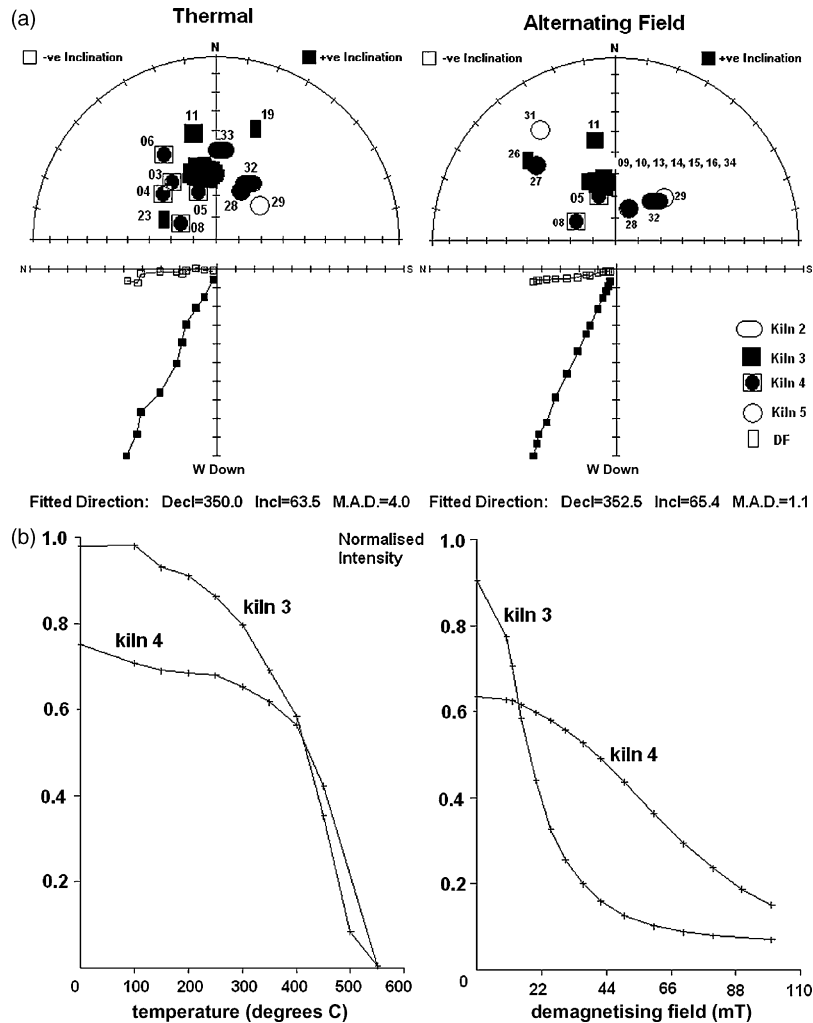 (a)
Thermal
Alternating Field
N
N
-ve Inclination
+ve Inclination
-ve Inclination
+ve Inclination
11
19
33
06
03
04
32
28
29
05
23
08
31
11
26
27
09, 10, 13, 14, 15, 16, 34
05
29
08
28
32
N
S
N
S
W Down
W Down
Kiln 2
Kiln 3
Kiln 4
Kiln 5
DF
Fitted Direction: Decl=350.0 Incl=63.5 M.A.D.=4.0
Fitted Direction: Decl=352.5 Incl=65.4 M.A.D.=1.1
(b)
Normalised
Intensity
1.0
0.8
0.6
0.4
0.2
0
100
200
300
400
500
600
kiln 3
kiln 4
temperature (degrees C)
1.0
0.8
0.6
0.4
0.2
0
22
44
66
88
110
kiln 3
kiln 4
demagnetising field (mT)